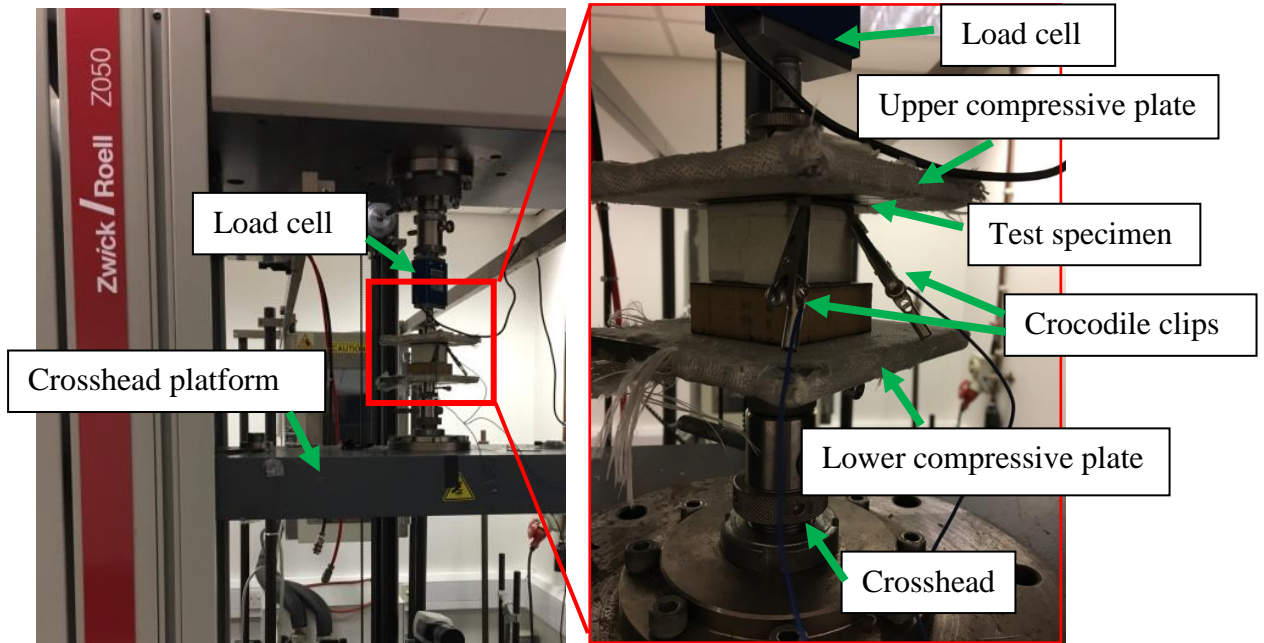 Zwick / Roell Z050
Load cell
Crosshead platform
Load cell
Upper compressive plate
Test specimen
Crocodile clips
Lower compressive plate
Crosshead